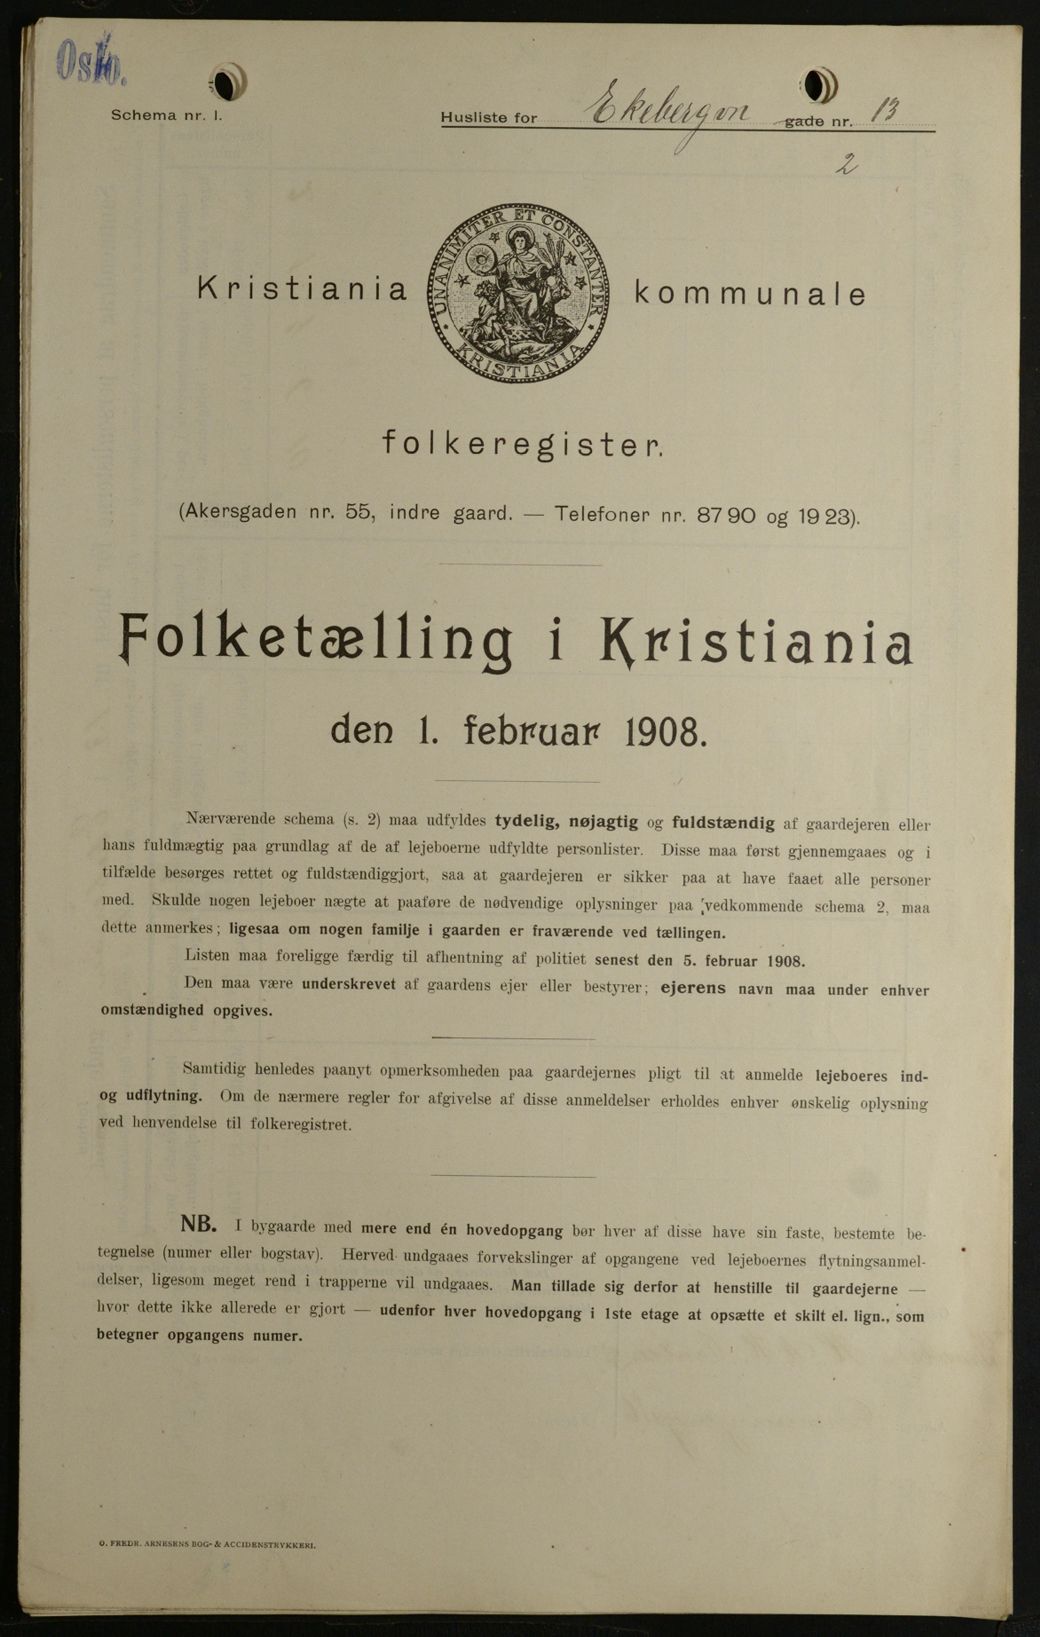 Oslo.
Schema nr. 1.
Husliste for Ekebergvn gade nr. 13
2
UNANIMITER ET CONSTANTER
KRISTIANIA
Kristiania kommunale
folkeregister.
(Akersgaden nr. 55, indre gaard. — Telefoner nr. 87 90 og 19 23).
Folketælling i Kristiania
den 1. februar 1908.
Nærværende schema (s. 2) maa udfyldes tydelig, nøjagtig og fuldstændig af gaardejeren eller
hans fuldmægtig paa grundlag af de af lejeboerne udfyldte personlister. Disse maa først gjennemgaaes og i
tilfælde besørges rettet og fuldstændiggjort, saa at gaardejeren er sikker paa at have faaet alle personer
med. Skulde nogen lejeboer nægte at paaføre de nødvendige oplysninger paa vedkommende schema 2, maa
dette anmerkes; ligesaa om nogen familje i gaarden er fraværende ved tællingen.
Listen maa foreligge færdig til afhentning af politiet senest den 5. februar 1908.
Den maa være underskrevet af gaardens ejer eller bestyrer; ejerens navn maa under enhver
omstændighed opgives.
Samtidig henledes paanyt opmerksomheden paa gaardejernes pligt til at anmelde lejeboeres ind-
og udflytning. Om de nærmere regler for afgivelse af disse anmeldelser erholdes enhver ønskelig oplysning
ved henvendelse til folkeregistret.
NB. I bygaarde med mere end én hovedopgang bør hver af disse have sin faste, bestemte be-
tegnelse (numer eller bogstav). Herved undgaaes forvekslinger af opgangene ved lejeboernes flytningsanmel-
delser, ligesom meget rend i trapperne vil undgaaes. Man tillade sig derfor at henstille til gaardejerne —
hvor dette ikke allerede er gjort — udenfor hver hovedopgang i 1ste etage at opsætte et skilt el. lign., som
betegner opgangens numer.
O. FREDR. ARNESENS BOG- & ACCIDENSTRYKKERI.